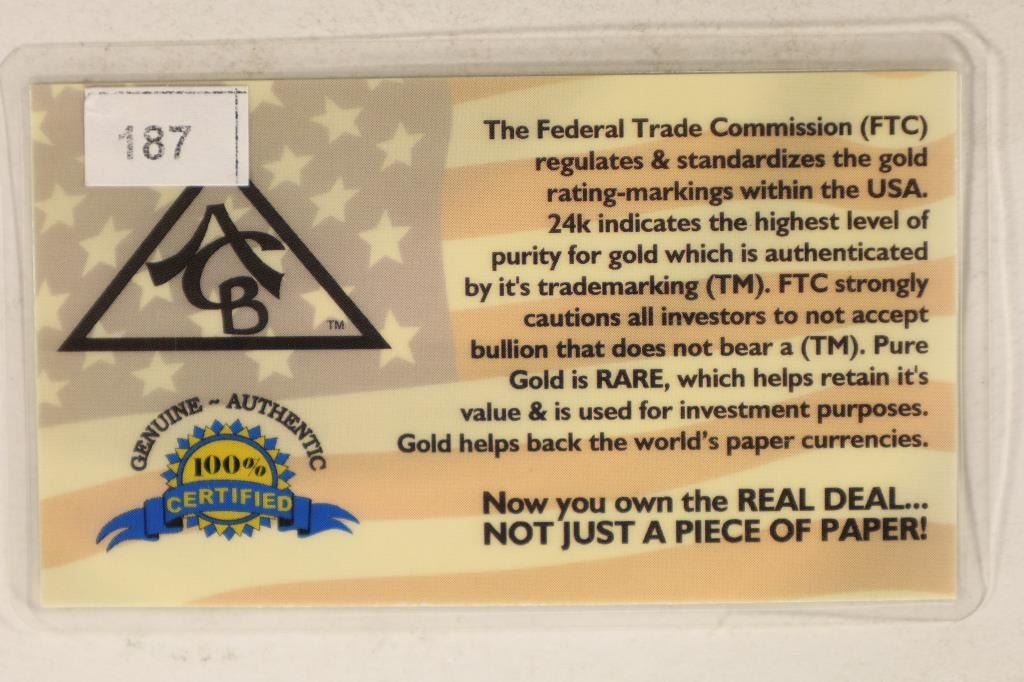 187
ACB
TM
GENUINE ~ AUTHENTIC
100%
CERTIFIED
The Federal Trade Commission (FTC)
regulates & standardizes the gold
rating-markings within the USA.
24k indicates the highest level of
purity for gold which is authenticated
by it's trademarking (TM). FTC strongly
cautions all investors to not accept
bullion that does not bear a (TM). Pure
Gold is RARE, which helps retain it's
value & is used for investment purposes.
Gold helps back the world's paper currencies.
Now you own the REAL DEAL...
NOT JUST A PIECE OF PAPER!